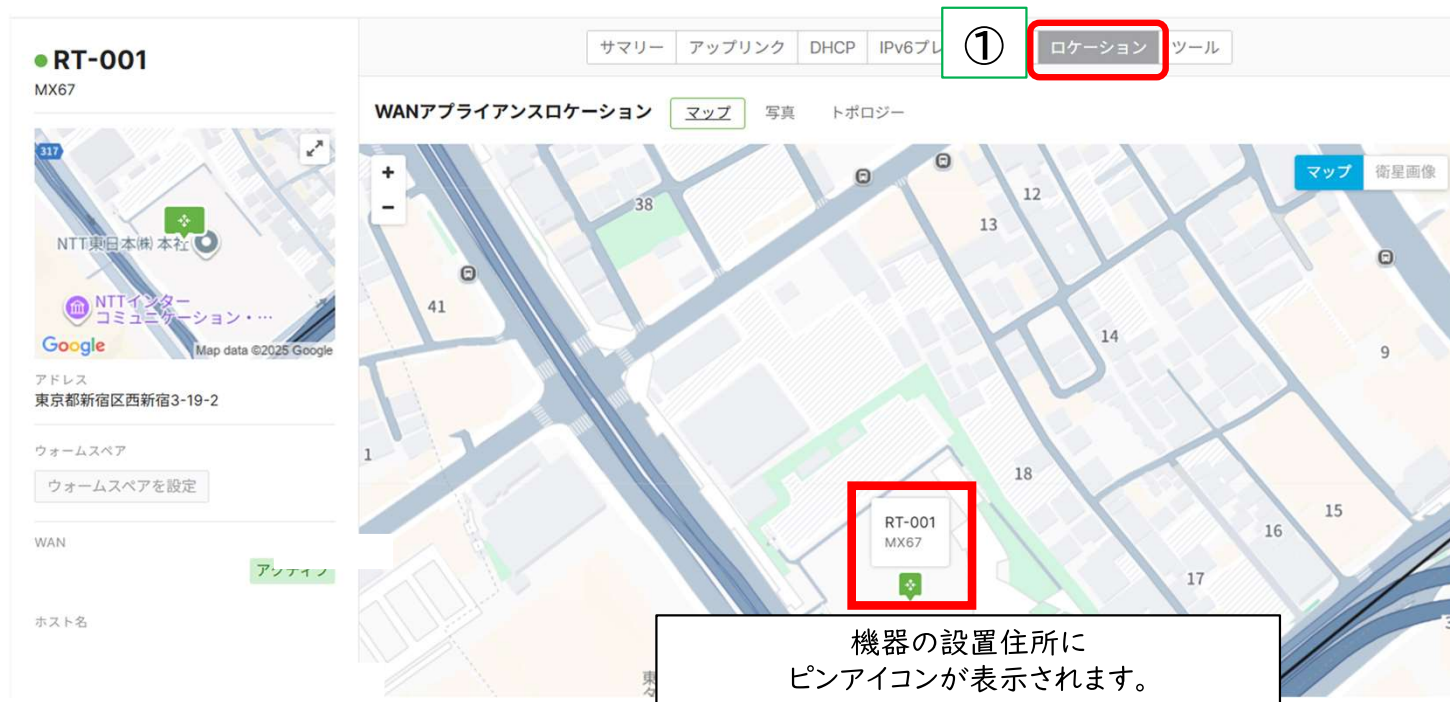 RT-001
MX67
317
NTT東日本㈱ 本社
NTTインター
コミュニケーション・…
Google
Map data ©2025 Google
アドレス
東京都新宿区西新宿3-19-2
ウォームスペア
ウォームスペアを設定
WAN
アクティブ
ホスト名
サマリー
アップリンク
DHCP
IPv6プレ
①
ロケーション
ツール
WANアプライアンスロケーション
マップ
写真
トポロジー
+
−
マップ
衛星画像
38
12
13
41
14
9
1
18
15
16
17
RT-001
MX67
機器の設置住所に
ピンアイコンが表示されます。